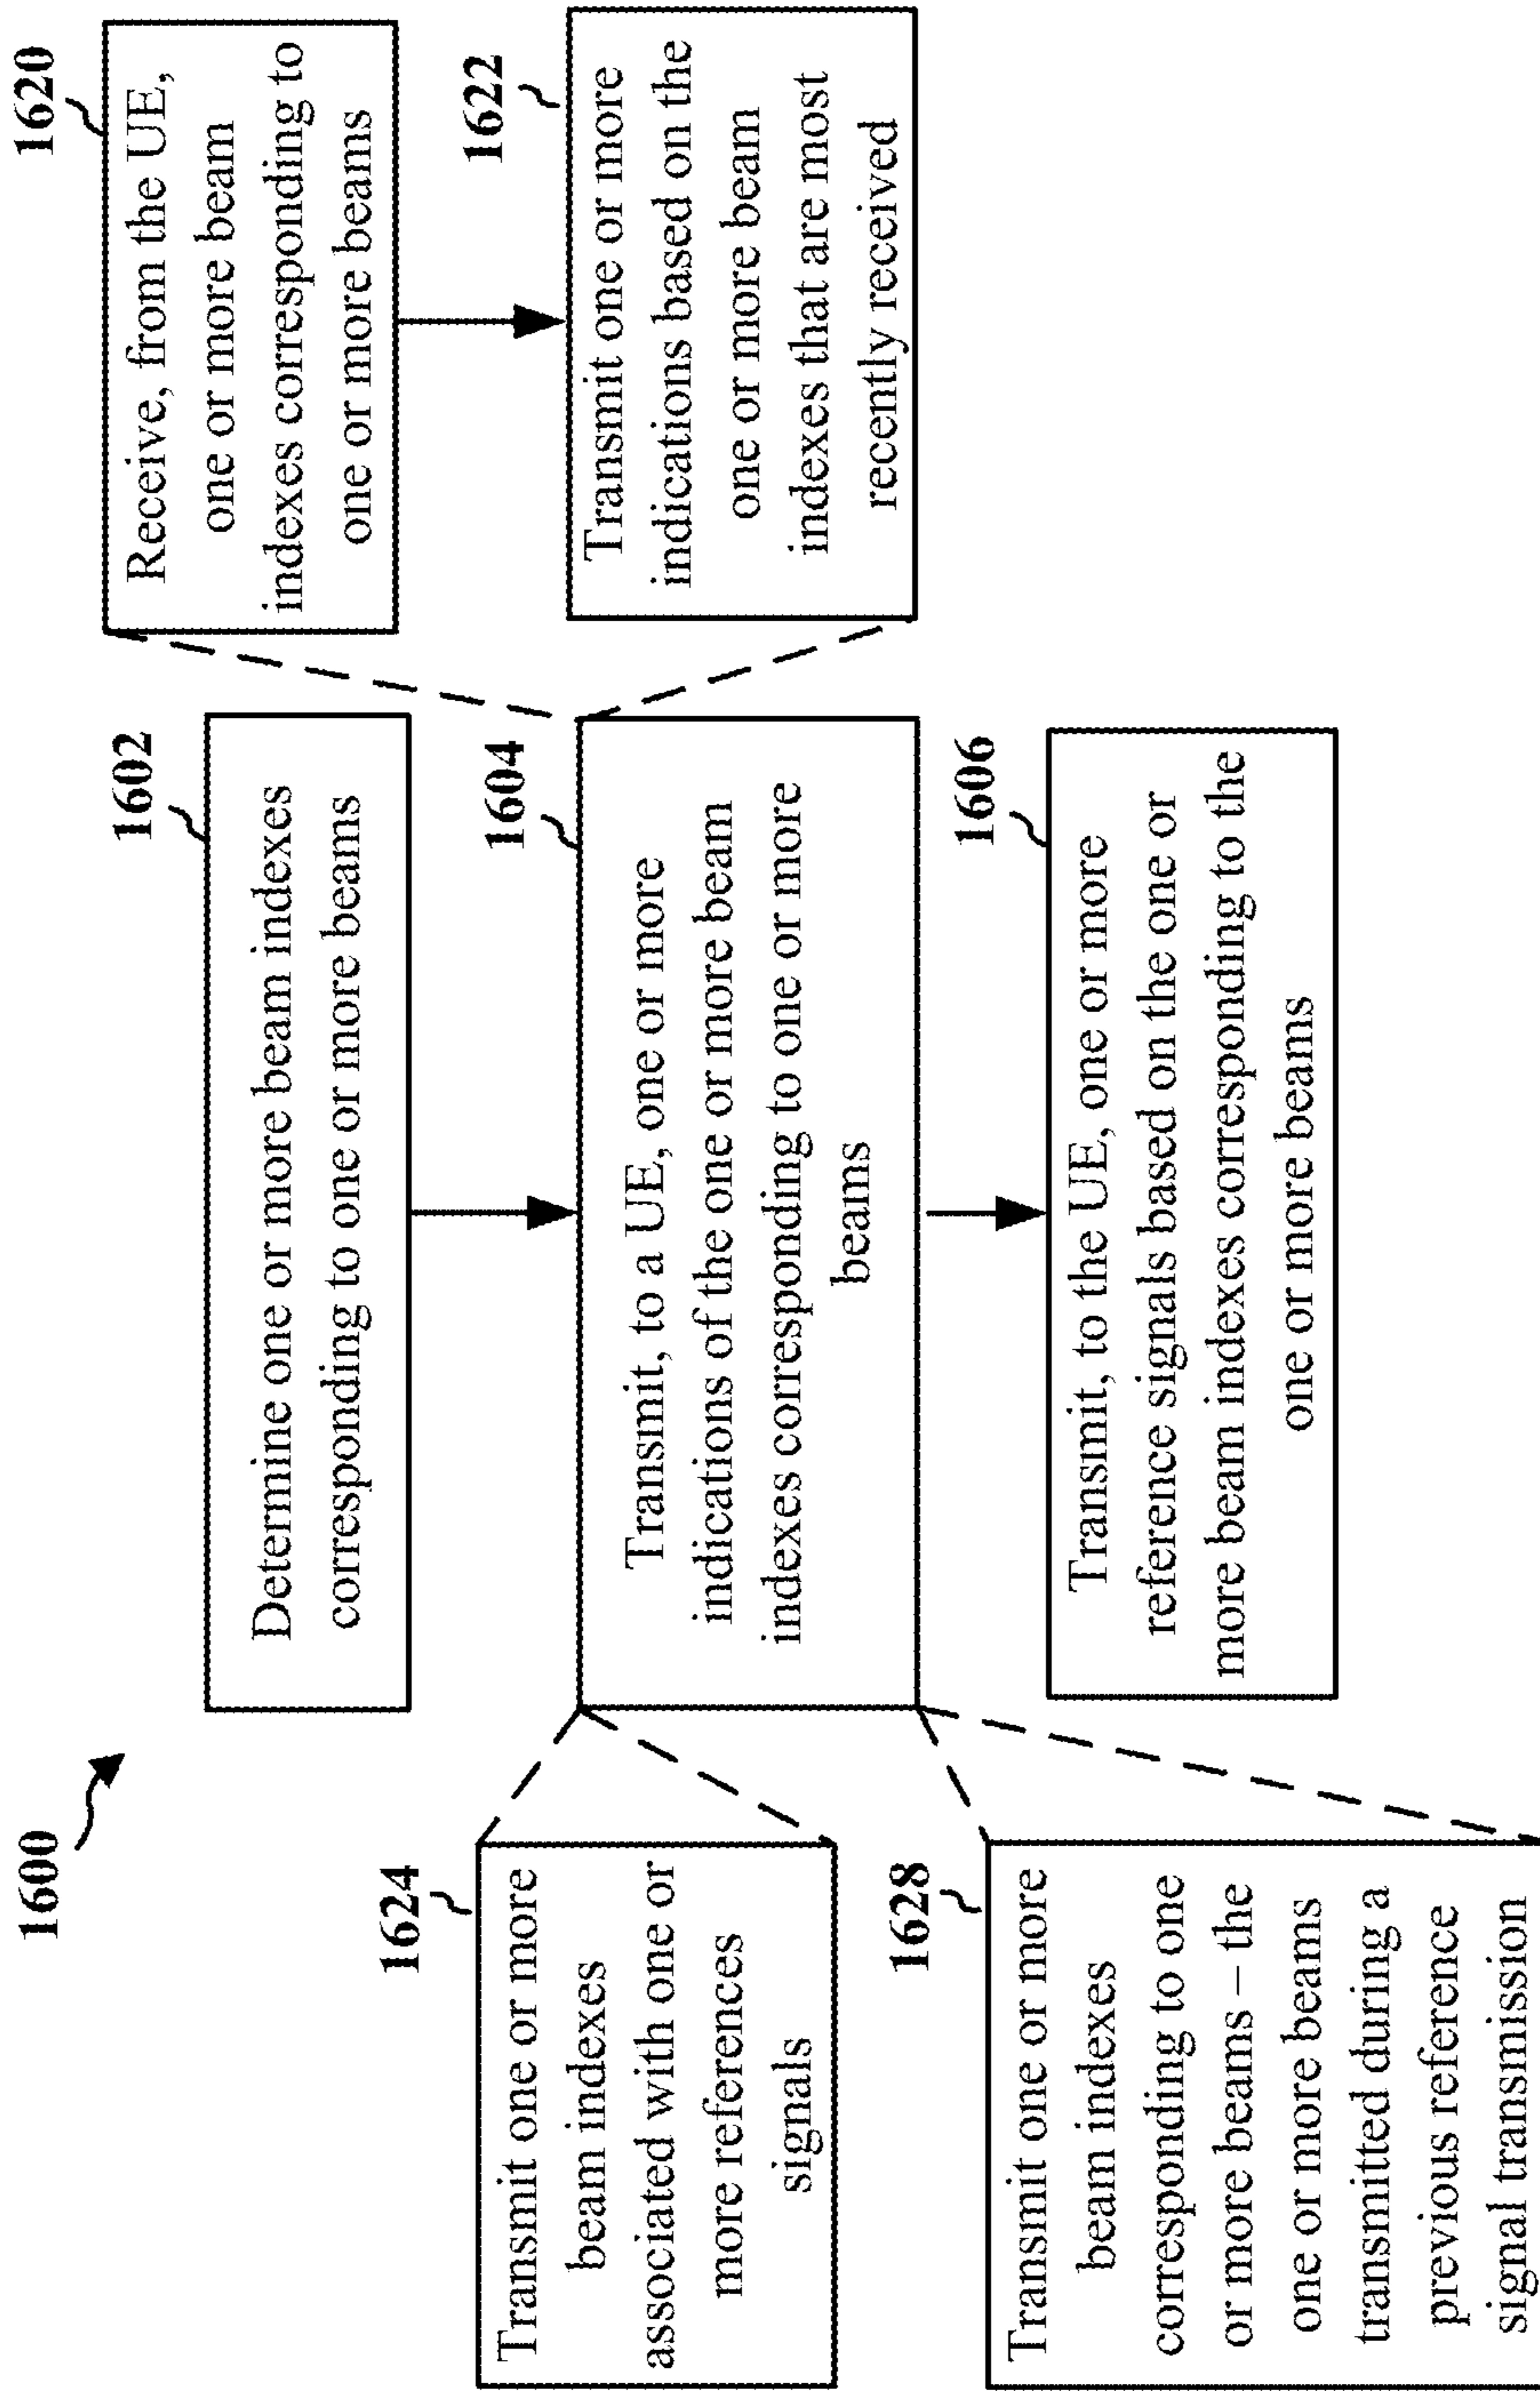 1600
1602
Determine one or more beam indexes
corresponding to one or more beams
1604
Transmit, to a UE, one or more
indications of the one or more beam
indexes corresponding to one or more
beams
1606
Transmit, to the UE, one or more
reference signals based on the one or
more beam indexes corresponding to the
one or more beams
1620
Receive, from the UE,
one or more beam
indexes corresponding to
one or more beams
1622
Transmit one or more
indications based on the
one or more beam
indexes that are most
recently received
1624
Transmit one or more
beam indexes
associated with one or
more references
signals
1628
Transmit one or more
beam indexes
corresponding to one
or more beams – the
one or more beams
transmitted during a
previous reference
signal transmission